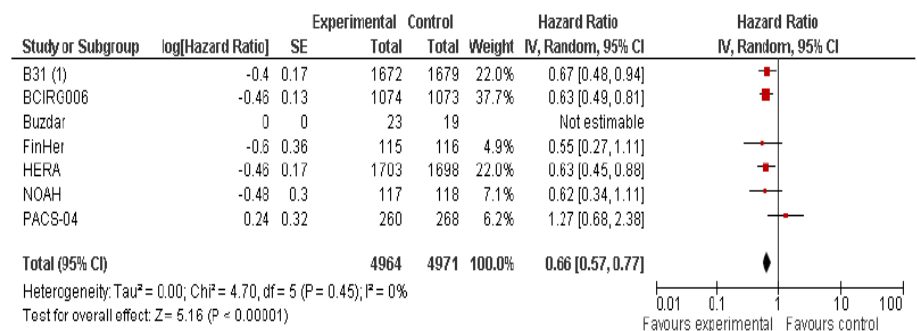 Experimental Control Hazard Ratio Hazard Ratio
Study or Subgroup log[Hazard Ratio] SE Total Total Weight IV, Random, 95% CI IV, Random, 95% CI
B31 (1) -0.4 0.17 1672 1679 22.0% 0.67 [0.48, 0.94]
BCIRG006 -0.46 0.13 1074 1073 37.7% 0.63 [0.49, 0.81]
Buzdar 0 0 23 19 Not estimable
FinHer -0.6 0.36 115 116 4.9% 0.55 [0.27, 1.11]
HERA -0.46 0.17 1703 1698 22.0% 0.63 [0.45, 0.88]
NOAH -0.48 0.3 117 118 7.1% 0.62 [0.34, 1.11]
PACS-04 0.24 0.32 260 268 6.2% 1.27 [0.68, 2.38]
Total (95% CI) 4964 4971 100.0% 0.66 [0.57, 0.77]
Heterogeneity: Tau² = 0.00; Chi² = 4.70, df = 5 (P = 0.45); I² = 0%
Test for overall effect: Z = 5.16 (P < 0.00001)
0.01 0.1 1 10 100
Favours experimental Favours control